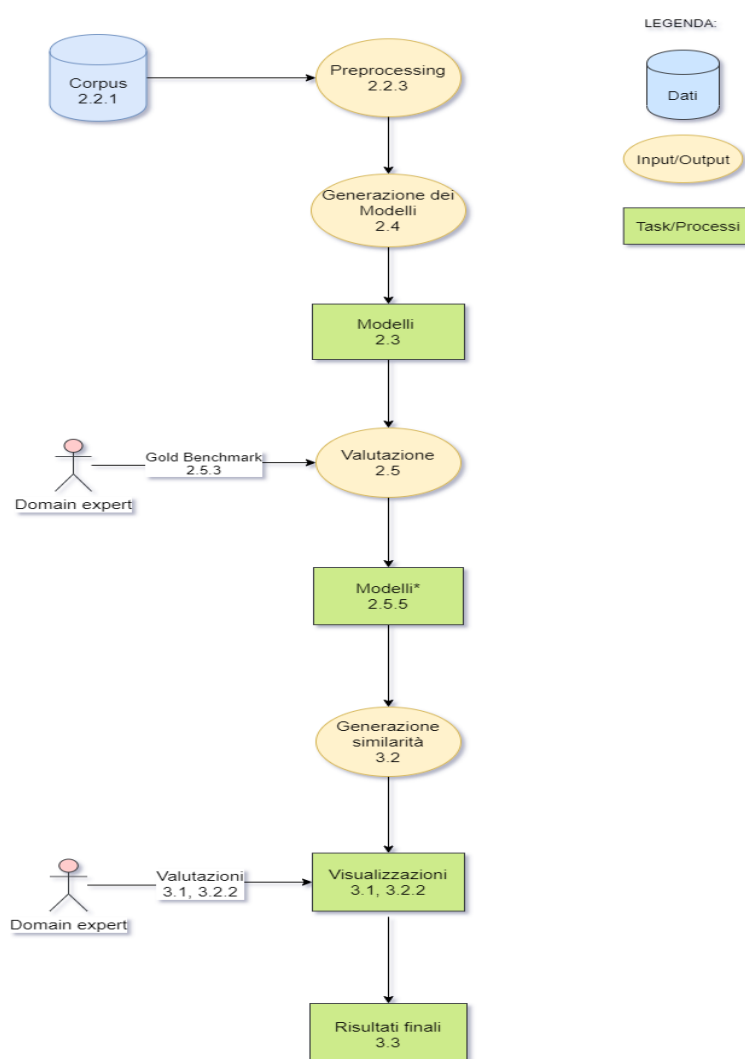 LEGENDA:
Corpus
2.2.1
Preprocessing
2.2.3
Dati
Input/Output
Generazione dei
Modelli
2.4
Task/Processi
Modelli
2.3
Gold Benchmark
2.5.3
Domain expert
Valutazione
2.5
Modelli*
2.5.5
Generazione
similarità
3.2
Valutazioni
3.1, 3.2.2
Domain expert
Visualizzazioni
3.1, 3.2.2
Risultati finali
3.3